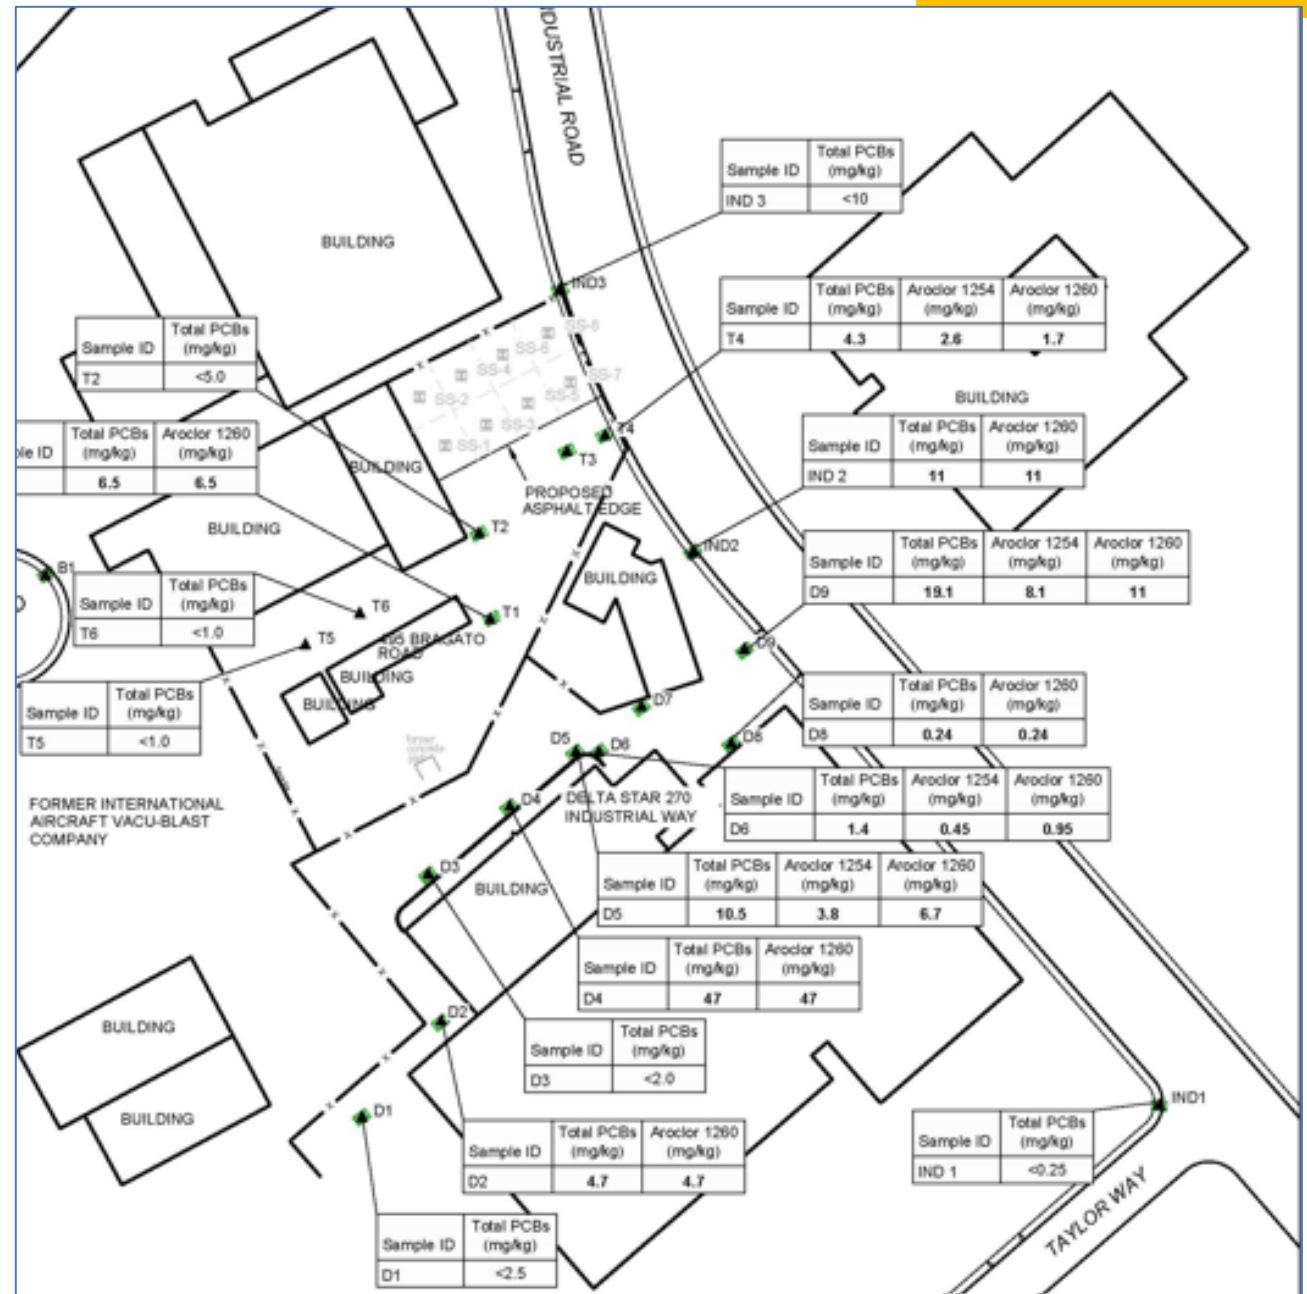 INDUSTRIAL ROAD
Sample ID Total PCBs (mg/kg)
IND 3 <10
BUILDING
IND3
Sample ID Total PCBs (mg/kg) Aroclor 1254 (mg/kg) Aroclor 1260 (mg/kg)
T4 4.3 2.6 1.7
SS-8
SS-6
SS-4
SS-7
SS-2
SS-5
SS-3
SS-1
Sample ID Total PCBs (mg/kg)
T2 <5.0
BUILDING
T4
T3
Sample ID Total PCBs (mg/kg) Aroclor 1260 (mg/kg)
IND 2 11 11
ple ID Total PCBs (mg/kg) Aroclor 1260 (mg/kg)
6.5 6.5
BUILDING
PROPOSED
ASPHALT EDGE
BUILDING
T2
IND2
Sample ID Total PCBs (mg/kg) Aroclor 1254 (mg/kg) Aroclor 1260 (mg/kg)
D9 19.1 8.1 11
B1
BUILDING
Sample ID Total PCBs (mg/kg)
T6 <1.0
T6
T1
T5
495 BRAGATO
ROAD
D9
BUILDING
BUILDING
Sample ID Total PCBs (mg/kg)
T5 <1.0
D7
Sample ID Total PCBs (mg/kg) Aroclor 1260 (mg/kg)
D8 0.24 0.24
former
concrete
D5
D6
D8
FORMER INTERNATIONAL
AIRCRAFT VACU-BLAST
COMPANY
D4
DELTA STAR 270
INDUSTRIAL WAY
Sample ID Total PCBs (mg/kg) Aroclor 1254 (mg/kg) Aroclor 1260 (mg/kg)
D6 1.4 0.45 0.95
D3
BUILDING
Sample ID Total PCBs (mg/kg) Aroclor 1254 (mg/kg) Aroclor 1260 (mg/kg)
D5 10.5 3.8 6.7
Sample ID Total PCBs (mg/kg) Aroclor 1260 (mg/kg)
D4 47 47
D2
BUILDING
Sample ID Total PCBs (mg/kg)
D3 <2.0
BUILDING
D1
IND1
Sample ID Total PCBs (mg/kg)
IND 1 <0.25
Sample ID Total PCBs (mg/kg) Aroclor 1260 (mg/kg)
D2 4.7 4.7
TAYLOR WAY
Sample ID Total PCBs (mg/kg)
D1 <2.5